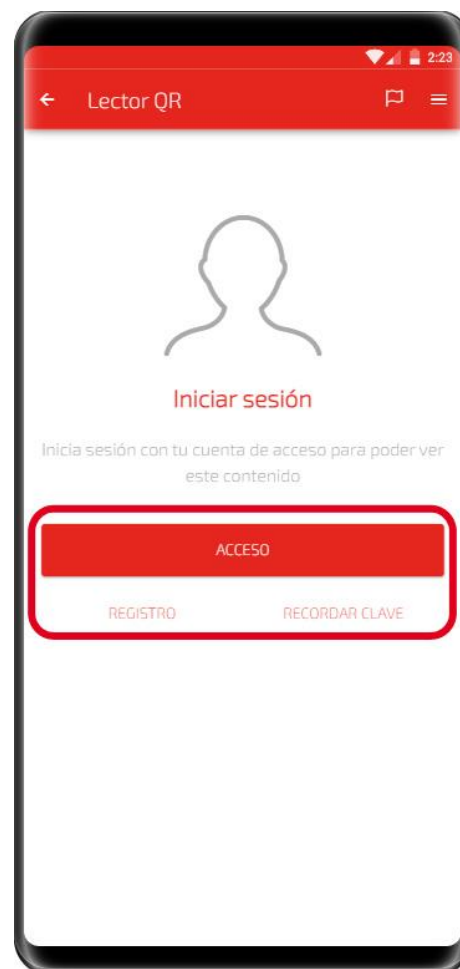 2:23
Lector QR
Iniciar sesión
Inicia sesión con tu cuenta de acceso para poder ver
este contenido
ACCESO
REGISTRO RECORDAR CLAVE